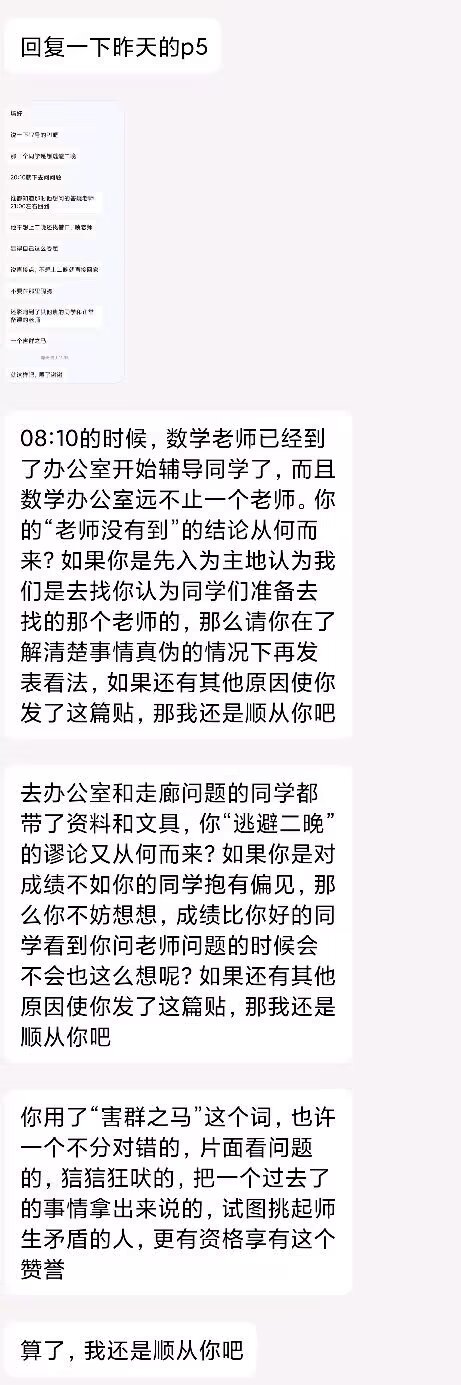 回复一下昨天的p5
20:10就下去问问题
一个害群之马
08:10的时候，数学老师已经到
了办公室开始辅导同学了，而且
数学办公室远不止一个老师。你
的“老师没有到”的结论从何而
来？如果你是先入为主地认为我
们是去找你认为同学们准备去
找的那个老师的，那么请你在了
解清楚事情真伪的情况下再发
表看法，如果还有其他原因使你
发了这篇贴，那我还是顺从你吧
去办公室和走廊问题的同学都
带了资料和文具，你“逃避二晚”
的谬论又从何而来？如果你是对
成绩不如你的同学抱有偏见，那
么你不妨想想，成绩比你好的同
学看到你问老师问题的时候会
不会也这么想呢？如果还有其他
原因使你发了这篇贴，那我还是
顺从你吧
你用了“害群之马”这个词，也许
一个不分对错的，片面看问题
的，狺狺狂吠的，把一个过去了
的事情拿出来说的，试图挑起师
生矛盾的人，更有资格享有这个
赞誉
算了，我还是顺从你吧